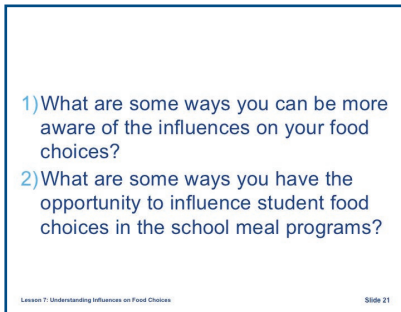 1) What are some ways you can be more
aware of the influences on your food
choices?
2) What are some ways you have the
opportunity to influence student food
choices in the school meal programs?
Lesson 7: Understanding Influences on Food Choices
Slide 21